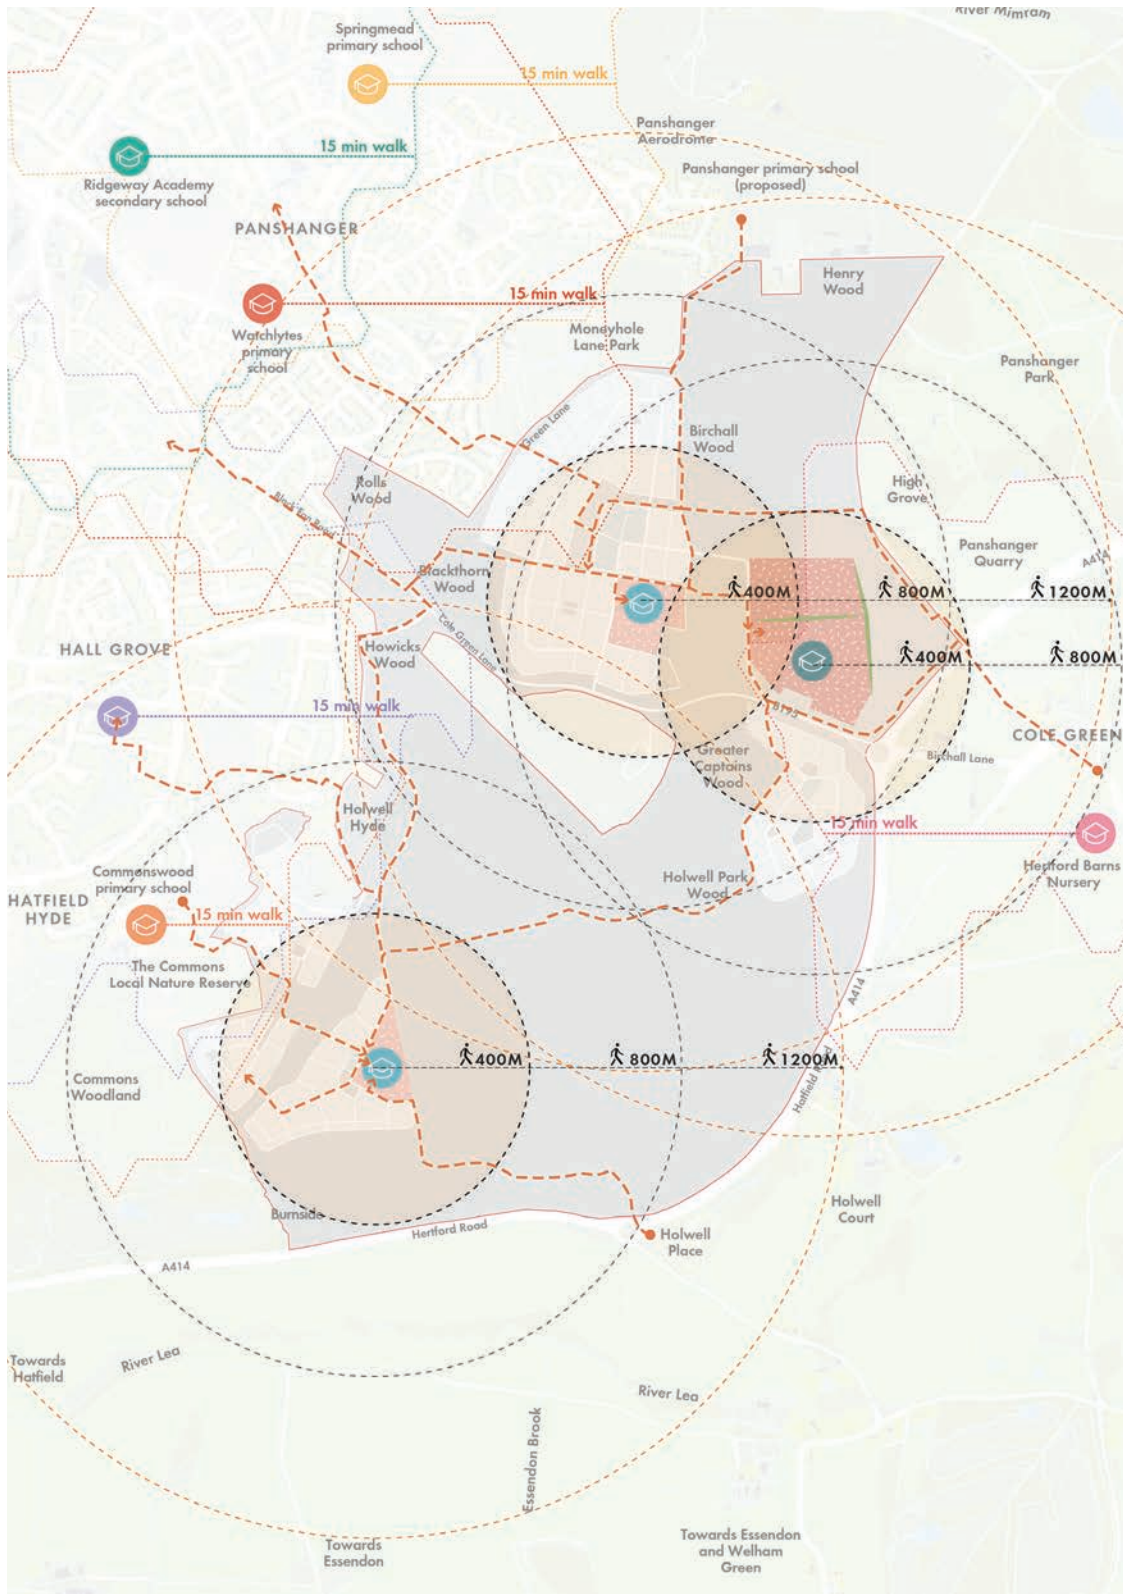 River Mimram
Springmead
primary school
15 min walk
Panshanger
Aerodrome
15 min walk
Panshanger primary school
(proposed)
Ridgeway Academy
secondary school
PANSHANGER
Henry
Wood
15 min walk
Watchlytes
primary
school
Moneyhole
Lane Park
Panshanger
Park
Green Lane
Birchall
Wood
Rolls
Wood
High
Grove
Panshanger
Quarry
A414
Blackthorn
Wood
400M
800M
1200M
Cole Green Lane
HALL GROVE
Howicks
Wood
400M
800M
15 min walk
B195
COLE GREEN
Greater
Captains
Wood
Birchall Lane
Holwell
Hyde
15 min walk
Commonswood
primary school
Holwell Park
Wood
Hertford Barns
Nursery
HATFIELD
HYDE
15 min walk
The Commons
Local Nature Reserve
A414
400M
800M
1200M
Hatfield Road
Commons
Woodland
Burnside
Holwell
Court
Hertford Road
Holwell
Place
A414
River Lea
Towards
Hatfield
River Lea
Essendon Brook
Towards
Essendon
Towards Essendon
and Welham
Green